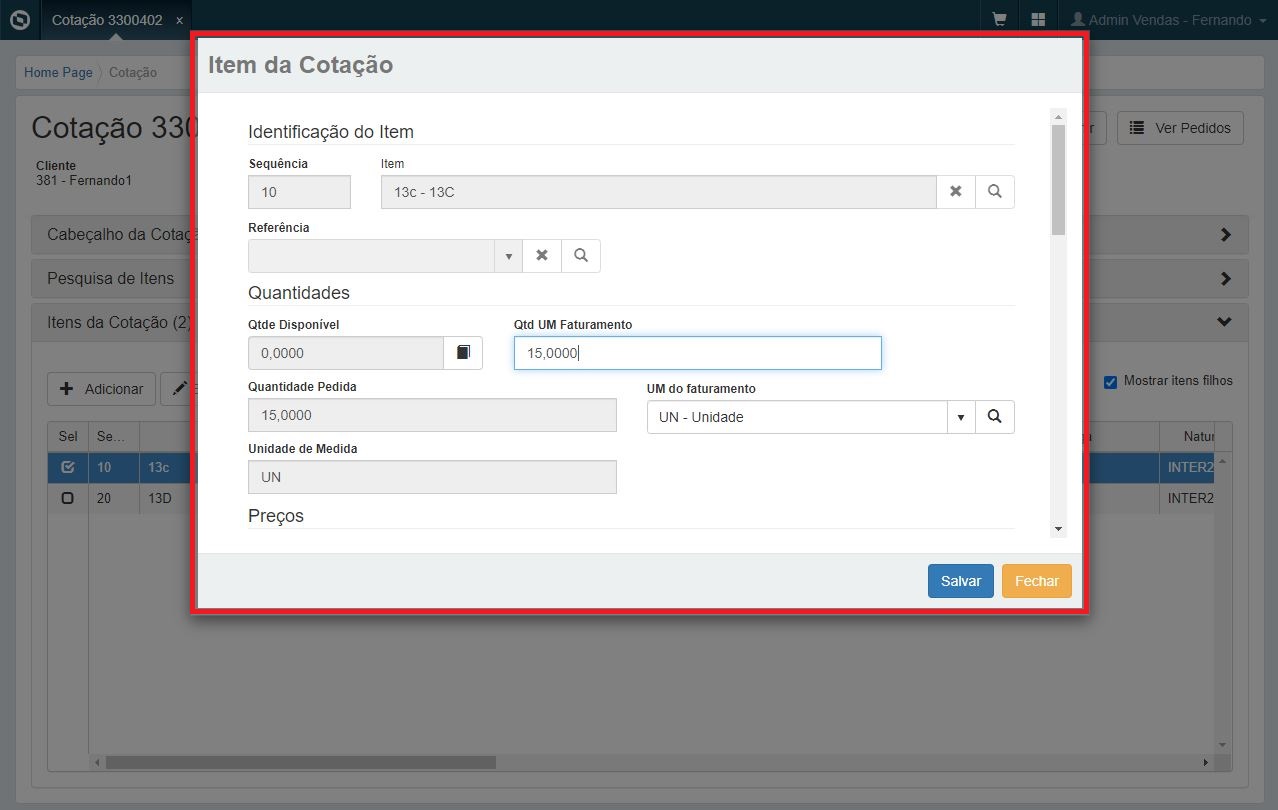 Cotação 3300402 x
Admin Vendas - Fernando
Home Page Cotação
Item da Cotação
Cotação 330
Ver Pedidos
Cliente
381 - Fernando1
Identificação do Item
Sequência Item
10 13c - 13C
Referência
Cabeçalho da Cotaç
Pesquisa de Itens
Itens da Cotação (2)
Quantidades
Qtde Disponível Qtd UM Faturamento
0,0000 15,0000
Quantidade Pedida UM do faturamento
15,0000 UN - Unidade
Unidade de Medida
UN
Preços
Adicionar
Mostrar itens filhos
Sel Se... Natur
10 13c INTER2
20 13D INTER2
Salvar Fechar